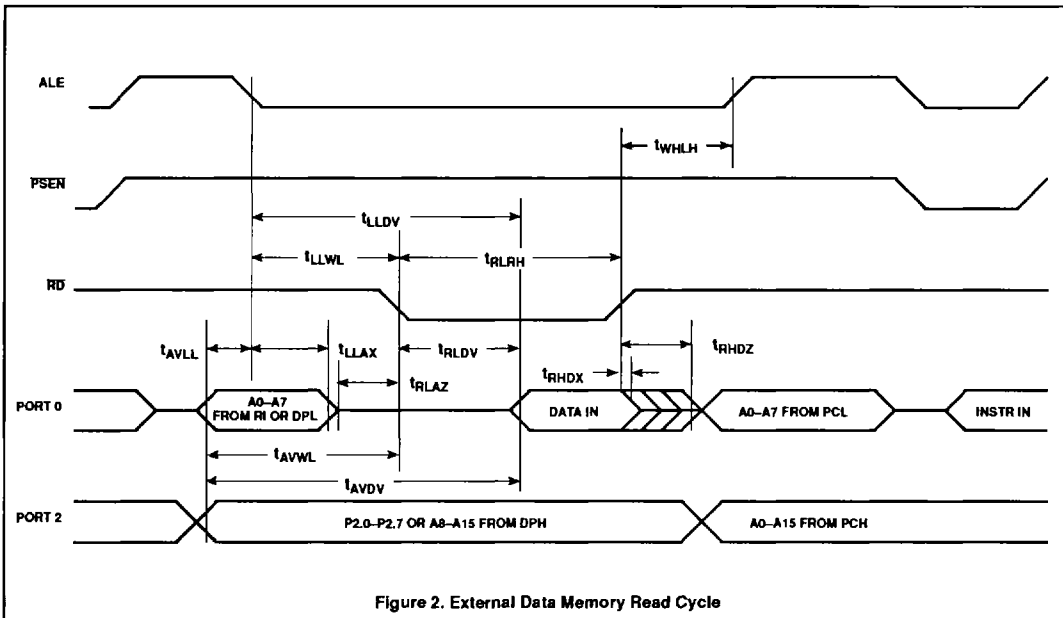 ALE
tWHLH
PSEN
tLLDV
tLLWL
tRLRH
RD
tAVLL
tLLAX
tRLDV
tRHDZ
tRLAZ
tRHDX
PORT 0
A0–A7
FROM RI OR DPL
DATA IN
A0–A7 FROM PCL
INSTR IN
tAVWL
tAVDV
PORT 2
P2.0–P2.7 OR A8–A15 FROM DPH
A0–A15 FROM PCH
Figure 2. External Data Memory Read Cycle